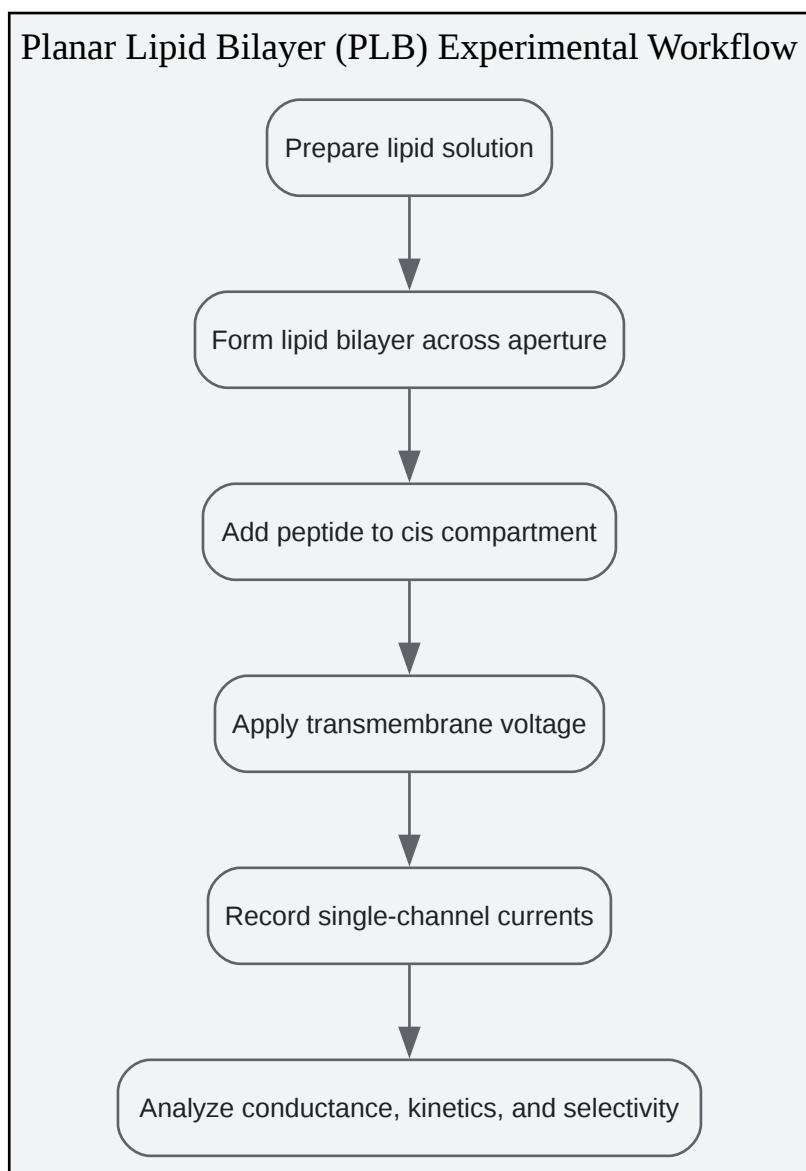 Planar Lipid Bilayer (PLB) Experimental Workflow
Prepare lipid solution
Form lipid bilayer across aperture
Add peptide to cis compartment
Apply transmembrane voltage
Record single-channel currents
Analyze conductance, kinetics, and selectivity